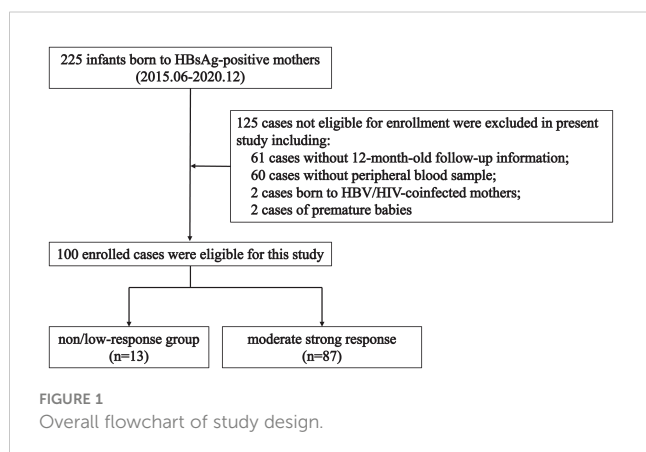 225 infants born to HBsAg-positive mothers
(2015.06-2020.12)
125 cases not eligible for enrollment were excluded in present
study including:
61 cases without 12-month-old follow-up information;
60 cases without peripheral blood sample;
2 cases born to HBV/HIV-coinfected mothers;
2 cases of premature babies
100 enrolled cases were eligible for this study
non/low-response group
(n=13)
moderate strong response
(n=87)
FIGURE 1
Overall flowchart of study design.